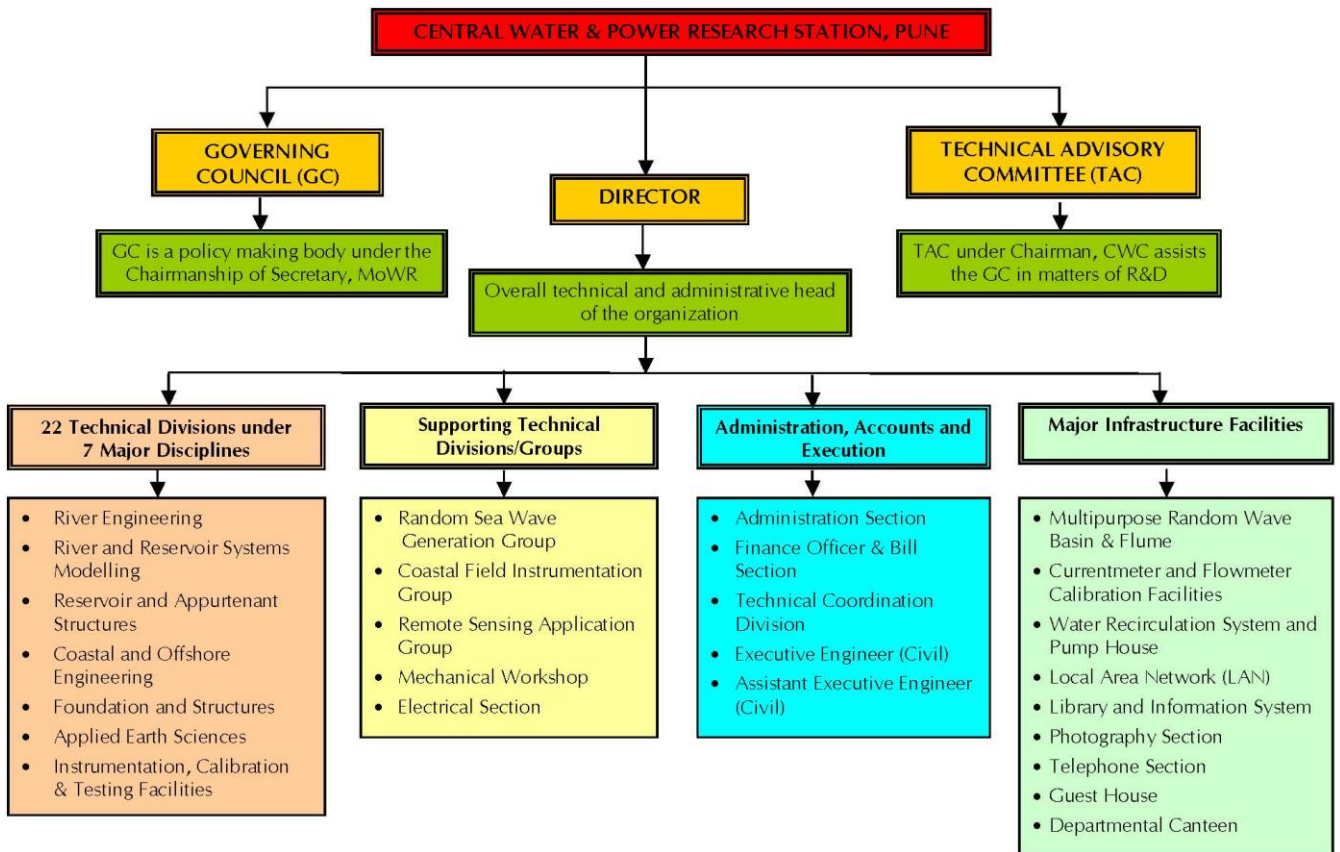 CENTRAL WATER & POWER RESEARCH STATION, PUNE
GOVERNING
COUNCIL (GC)
DIRECTOR
TECHNICAL ADVISORY
COMMITTEE (TAC)
GC is a policy making body under the
Chairmanship of Secretary, MoWR
Overall technical and administrative head
of the organization
TAC under Chairman, CWC assists
the GC in matters of R&D
22 Technical Divisions under
7 Major Disciplines
• River Engineering
• River and Reservoir Systems
Modelling
• Reservoir and Appurtenant
Structures
• Coastal and Offshore
Engineering
• Foundation and Structures
• Applied Earth Sciences
• Instrumentation, Calibration
& Testing Facilities
Supporting Technical
Divisions/Groups
• Random Sea Wave
Generation Group
• Coastal Field Instrumentation
Group
• Remote Sensing Application
Group
• Mechanical Workshop
• Electrical Section
Administration, Accounts and
Execution
• Administration Section
• Finance Officer & Bill
Section
• Technical Coordination
Division
• Executive Engineer (Civil)
• Assistant Executive Engineer
(Civil)
Major Infrastructure Facilities
• Multipurpose Random Wave
Basin & Flume
• Currentmeter and Flowmeter
Calibration Facilities
• Water Recirculation System and
Pump House
• Local Area Network (LAN)
• Library and Information System
• Photography Section
• Telephone Section
• Guest House
• Departmental Canteen